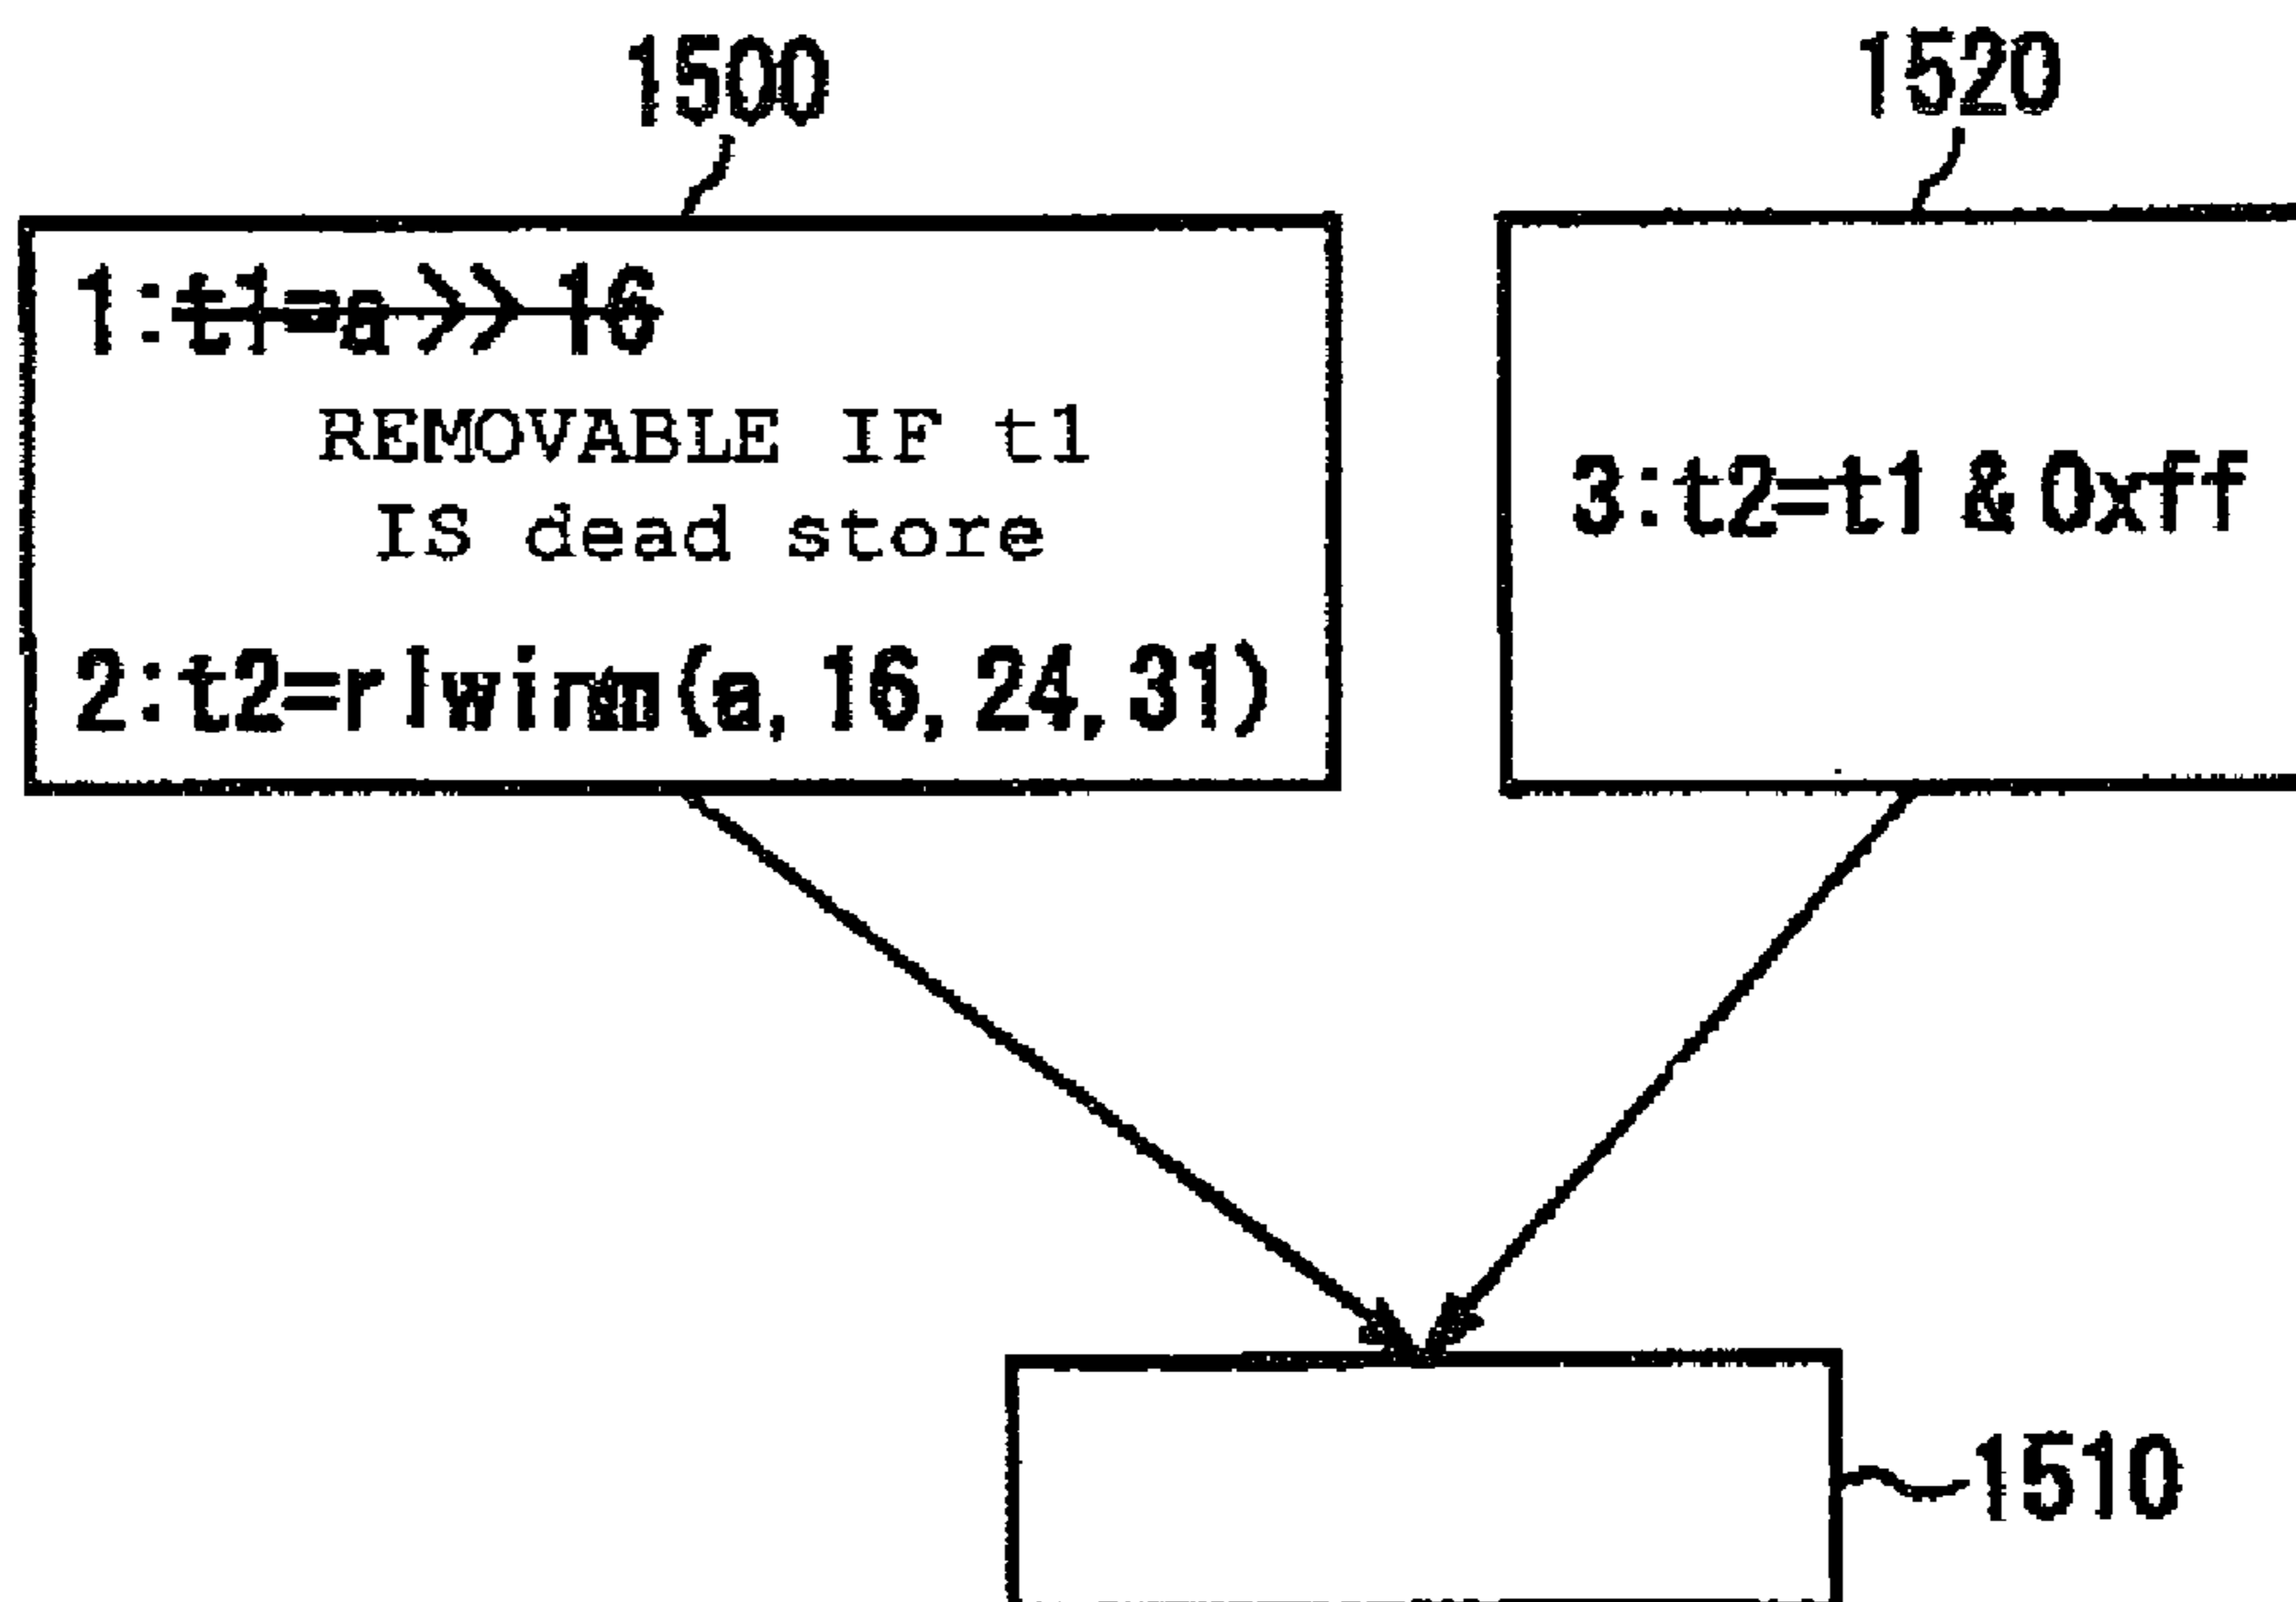 1500
1520
1:t1=a >> 16
REMOVABLE IF t1
IS dead store
2:t2=rlwinm(a, 16, 24, 31)
3:t2=t1 & 0xff
1510